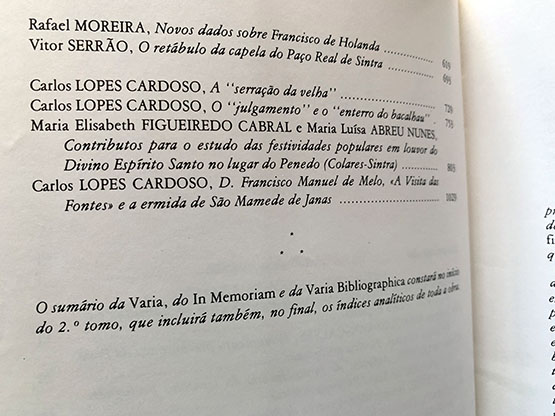 Rafael MOREIRA, Novos dados sobre Francisco de Holanda ............ 619
Vitor SERRÃO, O retábulo da capela do Paço Real de Sintra ............ 693
Carlos LOPES CARDOSO, A ‘‘serração da velha’’ ............
Carlos LOPES CARDOSO, O ‘‘julgamento’’ e o ‘‘enterro do bacalhau’’ .
Maria Elisabeth FIGUEIREDO CABRAL e Maria Luísa ABREU NUNES,
Contributos para o estudo das festividades populares em louvor do
Divino Espírito Santo no lugar do Penedo (Colares-Sintra) ............
Carlos LOPES CARDOSO, D. Francisco Manuel de Melo, «A Visita das
Fontes» e a ermida de São Mamede de Janas ............ 1029
O sumário da Varia, do In Memoriam e da Varia Bibliographica constará no índice
do 2.º tomo, que incluirá também, no final, os índices analíticos de toda a obra.